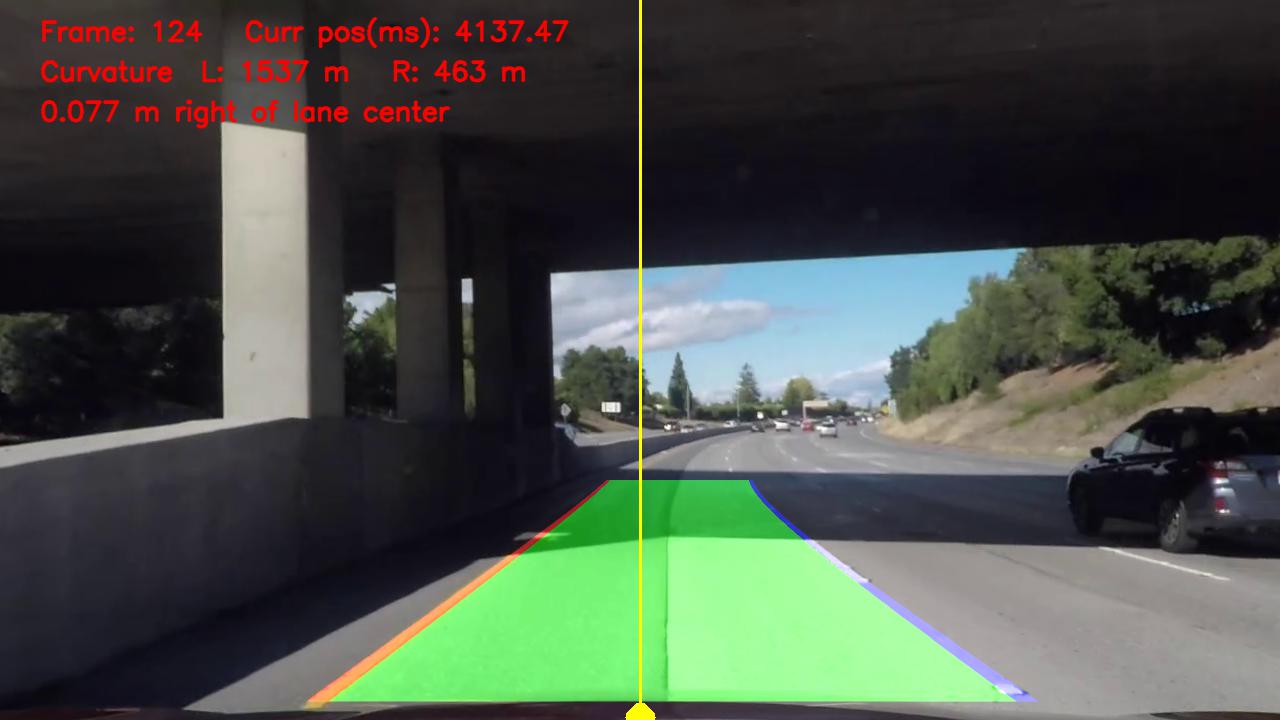 Frame: 124 Curr pos(ms): 4137.47
Curvature L: 1537 m R: 463 m
0.077 m right of lane center